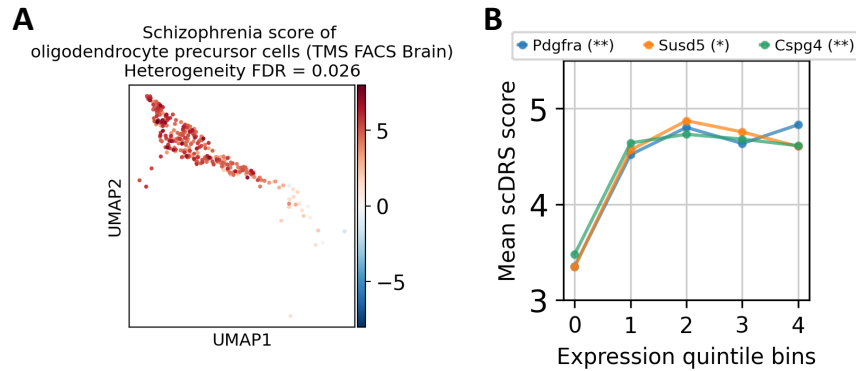 A
Schizophrenia score of
oligodendrocyte precursor cells (TMS FACS Brain)
Heterogeneity FDR = 0.026
UMAP2
5
0
−5
UMAP1
B
Pdgfra (**) Susd5 (*) Cspg4 (**)
Mean scDRS score
5
4
3
0 1 2 3 4
Expression quintile bins